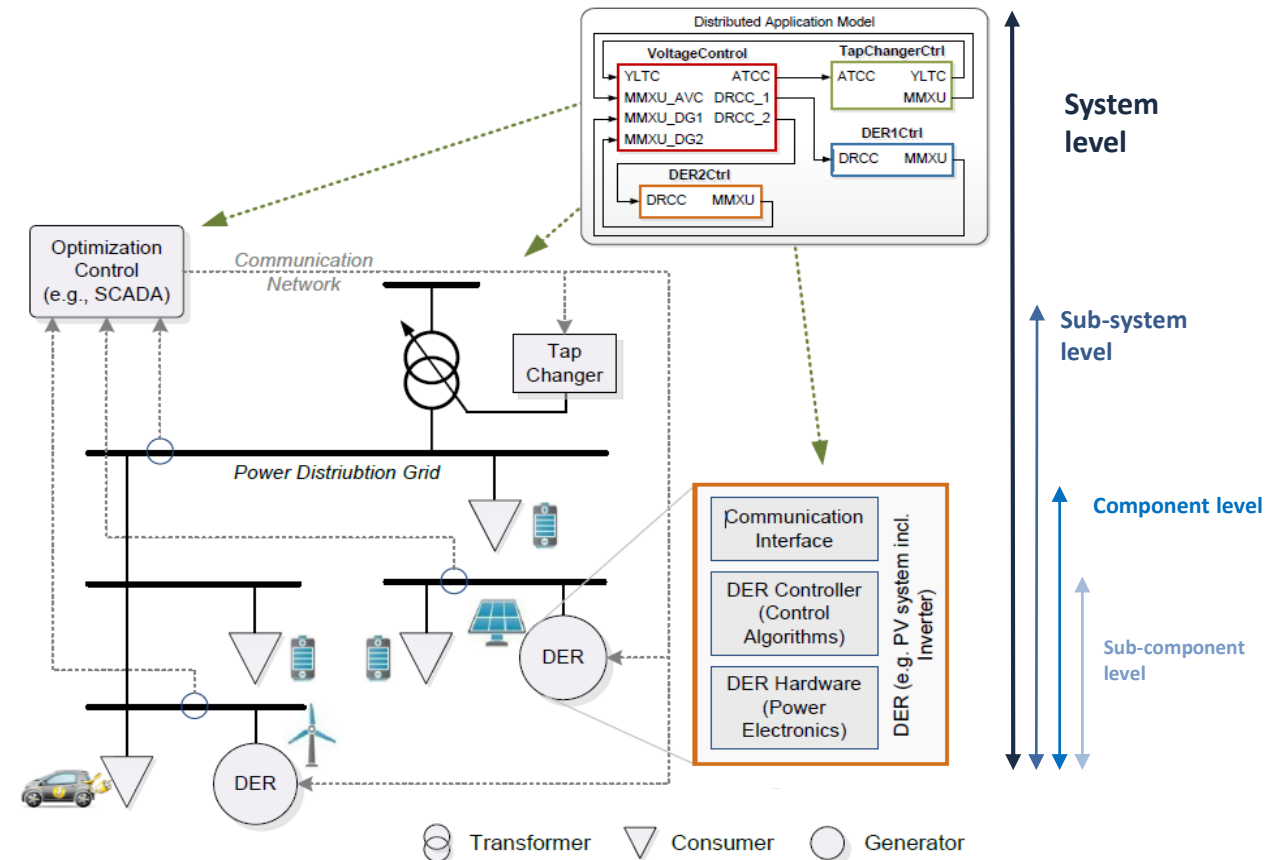 Distributed Application Model
VoltageControl
YLTC ATCC
MMXU_AVC DRCC_1
MMXU_DG1 DRCC_2
MMXU_DG2
TapChangerCtrl
ATCC YLTC
MMXU
DER1Ctrl
DRCC MMXU
DER2Ctrl
DRCC MMXU
System
level
Optimization
Control
(e.g., SCADA)
Communication
Network
Tap
Changer
Sub-system
level
Power Distriubtion Grid
Component level
Communication
Interface
DER Controller
(Control
Algorithms)
DER Hardware
(Power
Electronics)
DER (e.g. PV system incl.
Inverter)
Sub-component
level
DER
DER
Transformer
Consumer
Generator